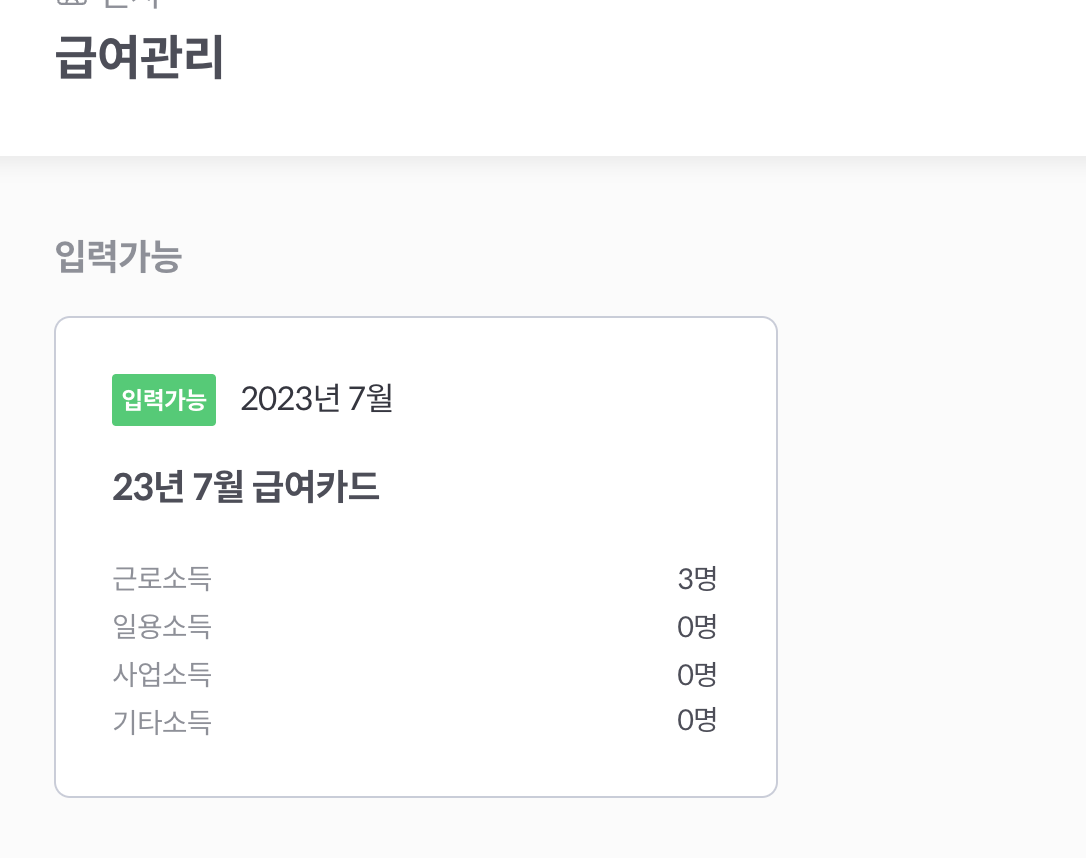 급여관리
입력가능
입력가능 2023년 7월
23년 7월 급여카드
근로소득 3명
일용소득 0명
사업소득 0명
기타소득 0명